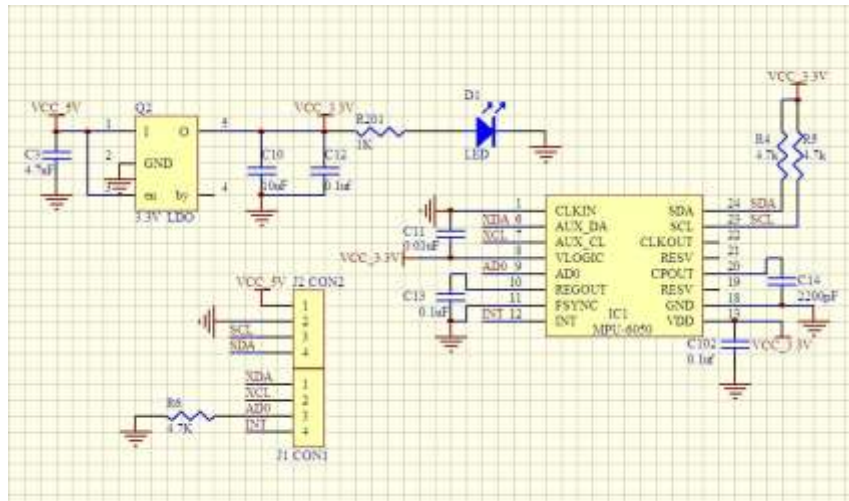 VCC_5V
Q2
VCC_3.3V
D1
VCC_3.3V
1
I
O
R201
1K
LED
C3
4.7uF
2
GND
C10
10uF
C12
0.1uf
R4
4.7k
R5
4.7k
3
en
by
4
3.3V LDO
1
CLKIN
SDA
24
SDA
XDA
6
AUX_DA
SCL
23
SCL
C11
0.01uF
XCL
7
AUX_CL
CLKOUT
VCC_3.3V
8
VLOGIC
RESV
AD0
9
AD0
CPOUT
20
C14
2200pF
10
REGOUT
RESV
19
C13
0.1uF
11
FSYNC
GND
18
INT
12
INT
VDD
13
IC1
MPU-6050
C102
0.1uf
VCC_3.3V
VCC_5V
J2 CON2
1
2
SCL
3
SDA
4
XDA
1
XCL
2
R6
4.7K
AD0
3
INT
4
J1 CON1